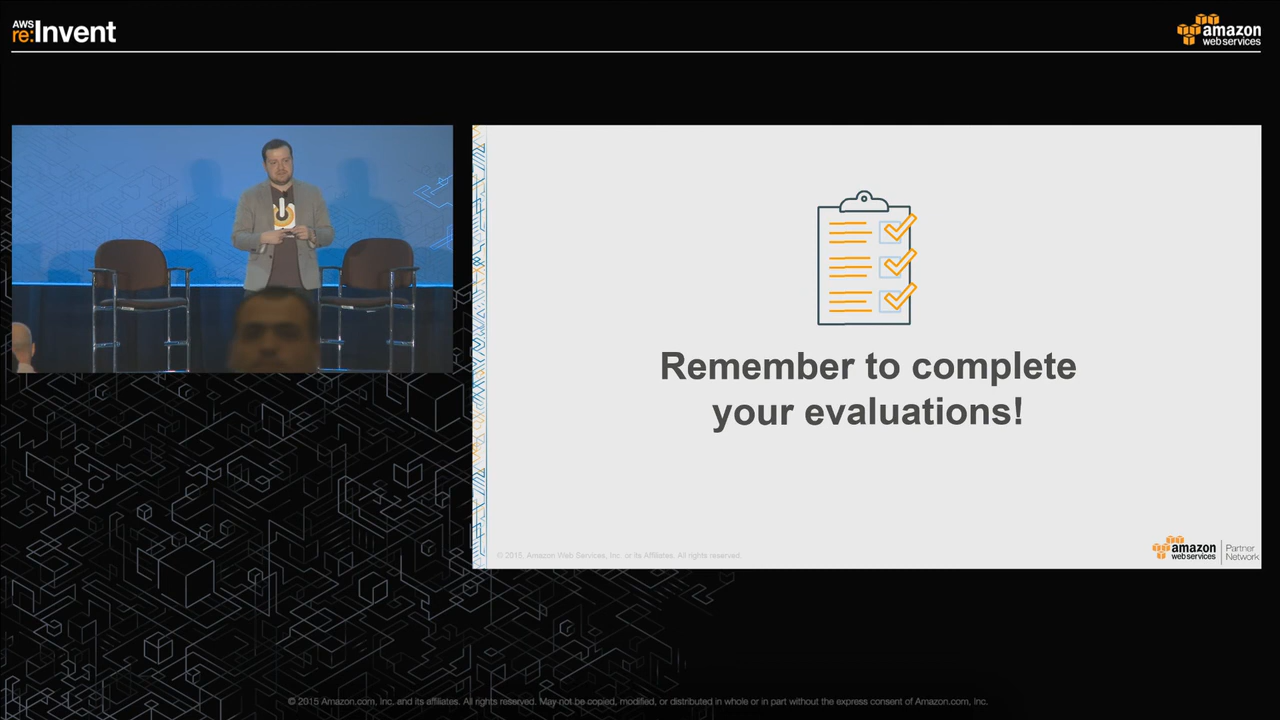 AWS
re:Invent
amazon
web services
Remember to complete
your evaluations!
© 2015, Amazon Web Services, Inc. or its Affiliates. All rights reserved.
amazon
web services
Partner
Network
© 2015 Amazon.com, Inc, and its affiliates. All rights reserved. May not be copied, modified, or distributed in whole or in part without the express consent of Amazon.com, Inc.